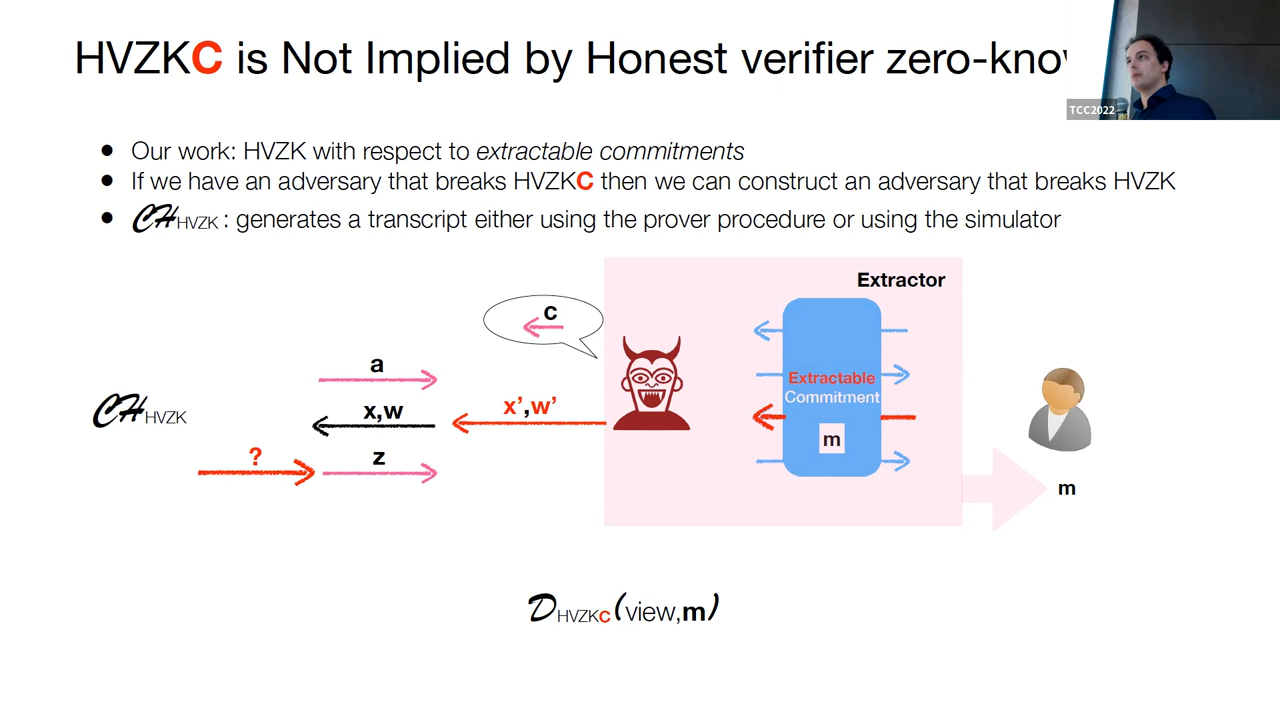 HVZKC is Not Implied by Honest verifier zero-know
TCC2022
● Our work: HVZK with respect to extractable commitments
● If we have an adversary that breaks HVZKC then we can construct an adversary that breaks HVZK
● CH HVZK : generates a transcript either using the prover procedure or using the simulator
Extractor
c
a
Extractable
Commitment
CH HVZK
x,w
x',w'
m
?
z
m
D HVZKC (view,m)